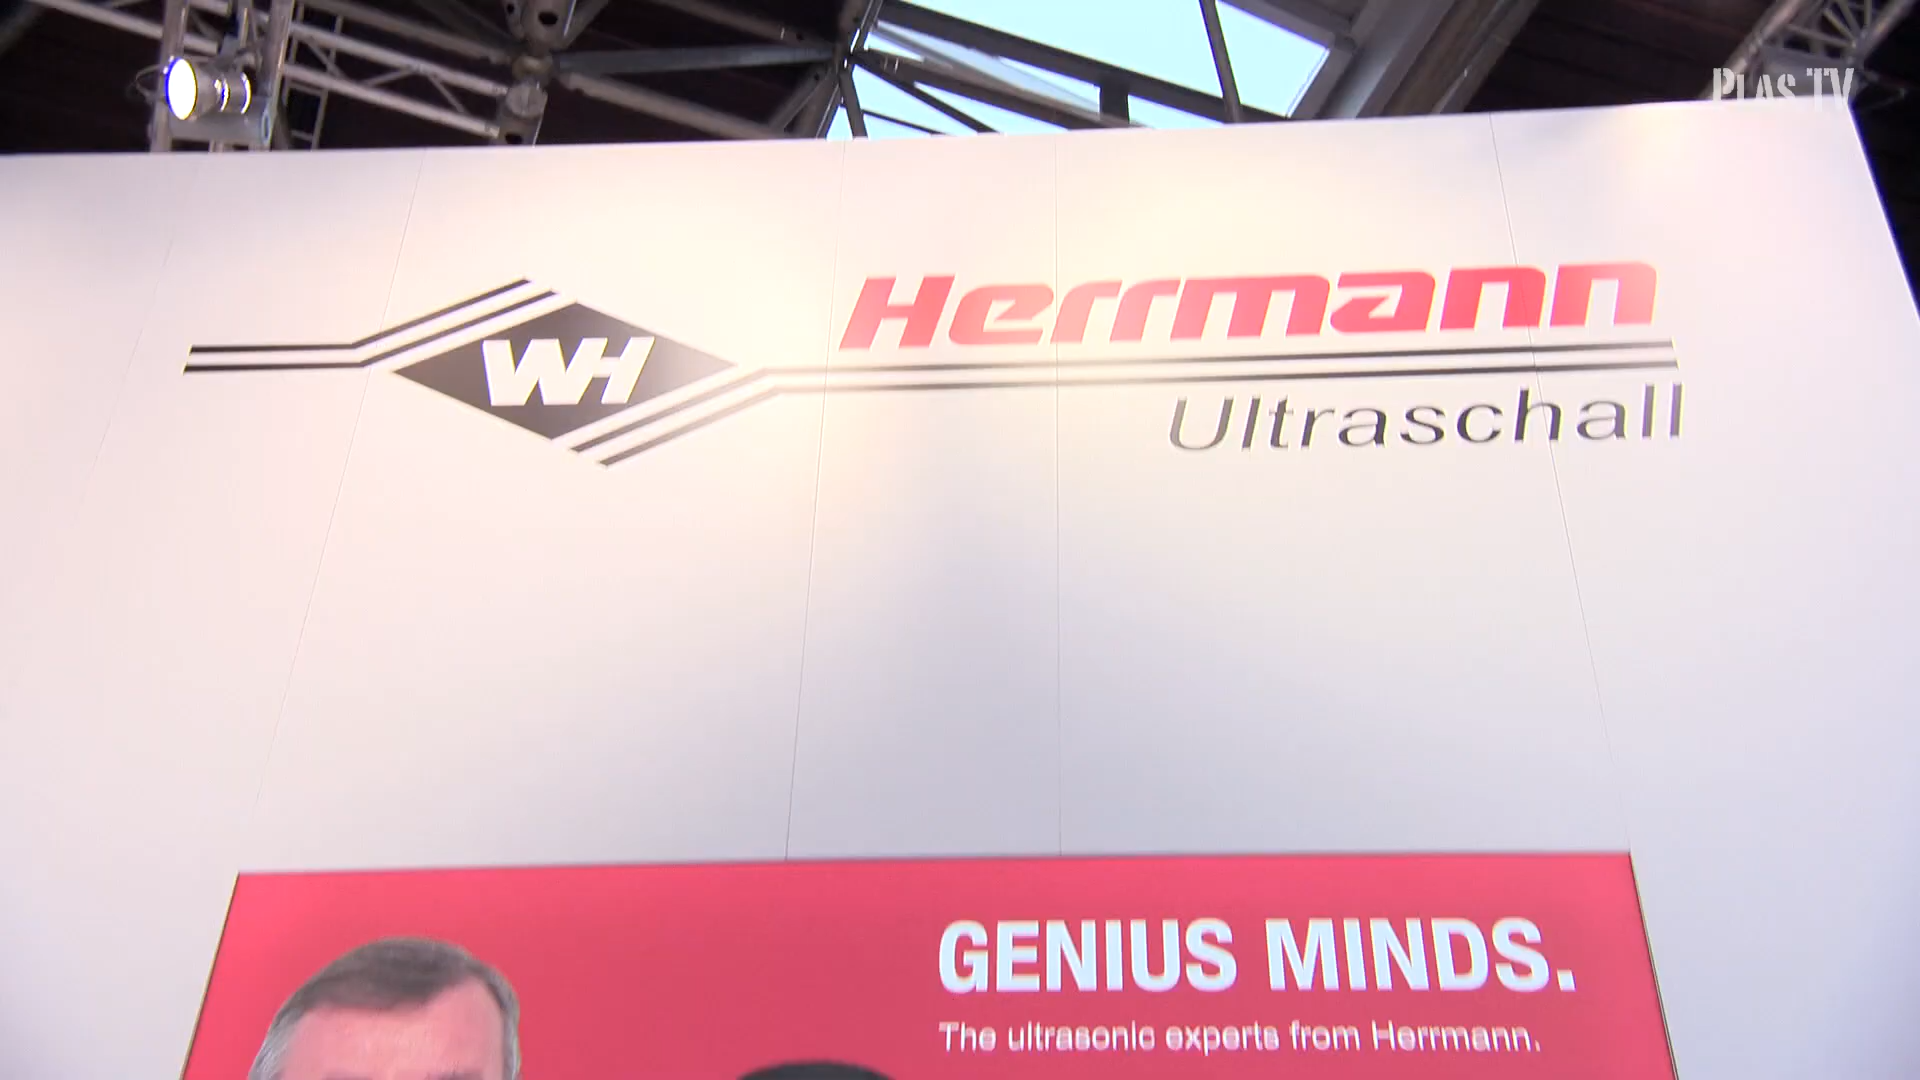 PLAS TV
WH
Herrmann
Ultraschall
GENIUS MINDS.
The ultrasonic experts from Herrmann.